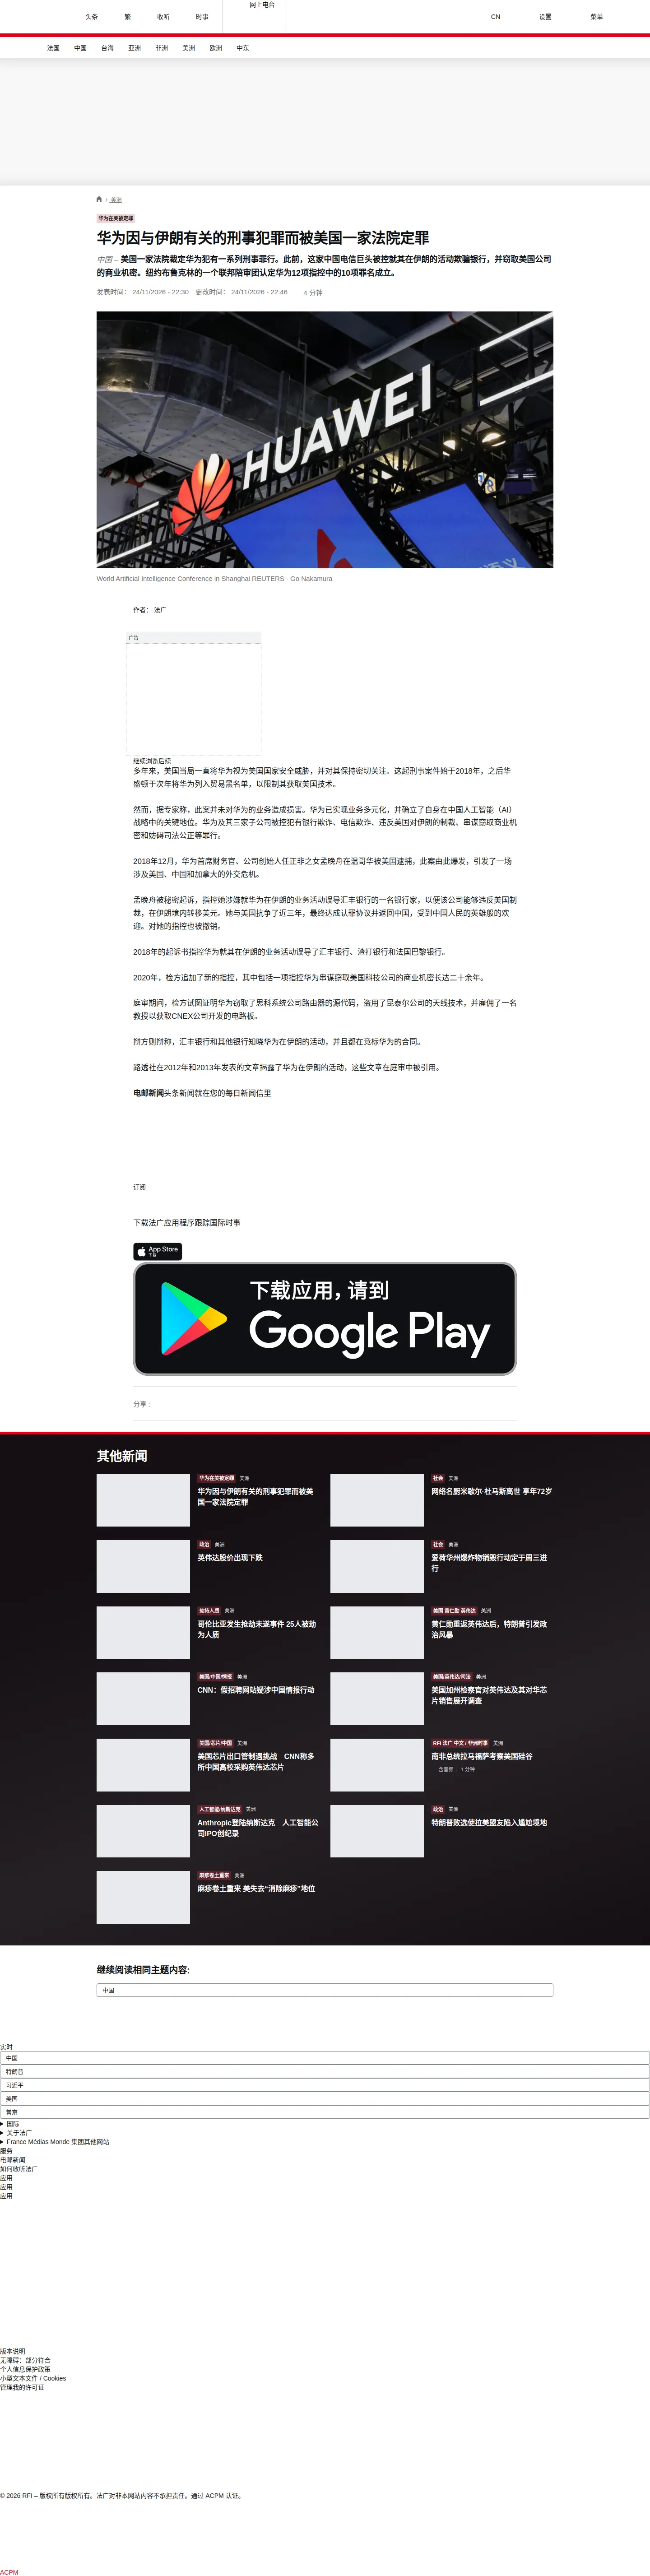 网上电台
头条
繁
收听
时事
CN
设置
菜单
法国
中国
台海
亚洲
非洲
美洲
欧洲
中东
/ 美洲
华为在美被定罪
华为因与伊朗有关的刑事犯罪而被美国一家法院定罪
中国 – 美国一家法院裁定华为犯有一系列刑事罪行。此前，这家中国电信巨头被控就其在伊朗的活动欺骗银行，并窃取美国公司
的商业机密。纽约布鲁克林的一个联邦陪审团认定华为12项指控中的10项罪名成立。
发表时间： 24/11/2026 - 22:30 更改时间： 24/11/2026 - 22:46 4 分钟
HUAWEI
World Artificial Intelligence Conference in Shanghai REUTERS - Go Nakamura
作者： 法广
广告
继续浏览后续
多年来，美国当局一直将华为视为美国国家安全威胁，并对其保持密切关注。这起刑事案件始于2018年，之后华
盛顿于次年将华为列入贸易黑名单，以限制其获取美国技术。
然而，据专家称，此案并未对华为的业务造成损害。华为已实现业务多元化，并确立了自身在中国人工智能（AI）
战略中的关键地位。华为及其三家子公司被控犯有银行欺诈、电信欺诈、违反美国对伊朗的制裁、串谋窃取商业机
密和妨碍司法公正等罪行。
2018年12月，华为首席财务官、公司创始人任正非之女孟晚舟在温哥华被美国逮捕，此案由此爆发，引发了一场
涉及美国、中国和加拿大的外交危机。
孟晚舟被秘密起诉，指控她涉嫌就华为在伊朗的业务活动误导汇丰银行的一名银行家，以便该公司能够违反美国制
裁，在伊朗境内转移美元。她与美国抗争了近三年，最终达成认罪协议并返回中国，受到中国人民的英雄般的欢
迎。对她的指控也被撤销。
2018年的起诉书指控华为就其在伊朗的业务活动误导了汇丰银行、渣打银行和法国巴黎银行。
2020年，检方追加了新的指控，其中包括一项指控华为串谋窃取美国科技公司的商业机密长达二十余年。
庭审期间，检方试图证明华为窃取了思科系统公司路由器的源代码，盗用了昆泰尔公司的天线技术，并雇佣了一名
教授以获取CNEX公司开发的电路板。
辩方则辩称，汇丰银行和其他银行知晓华为在伊朗的活动，并且都在竞标华为的合同。
路透社在2012年和2013年发表的文章揭露了华为在伊朗的活动，这些文章在庭审中被引用。
电邮新闻头条新闻就在您的每日新闻信里
订阅
下载法广应用程序跟踪国际时事
App Store
下载
下载应用，请到
Google Play
分享 :
其他新闻
华为在美被定罪 美洲
华为因与伊朗有关的刑事犯罪而被美
国一家法院定罪
社会 美洲
网络名厨米歇尔·杜马斯离世 享年72岁
政治 美洲
英伟达股价出现下跌
社会 美洲
爱荷华州爆炸物销毁行动定于周三进
行
劫持人质 美洲
哥伦比亚发生抢劫未遂事件 25人被劫
为人质
美国 黄仁勋 英伟达 美洲
黄仁勋重返英伟达后，特朗普引发政
治风暴
美国/中国/情报 美洲
CNN：假招聘网站疑涉中国情报行动
美国/英伟达/司法 美洲
美国加州检察官对英伟达及其对华芯
片销售展开调查
美国/芯片/中国 美洲
美国芯片出口管制遇挑战 CNN称多
所中国高校采购英伟达芯片
RFI 法广 中文 / 非洲时事 美洲
南非总统拉马福萨考察美国硅谷
含音频 1 分钟
人工智能/纳斯达克 美洲
Anthropic登陆纳斯达克 人工智能公
司IPO创纪录
政治 美洲
特朗普败选使拉美盟友陷入尴尬境地
麻疹卷土重来 美洲
麻疹卷土重来 美失去“消除麻疹”地位
继续阅读相同主题内容:
中国
实时
中国
特朗普
习近平
美国
普京
国际
关于法广
France Médias Monde 集团其他网站
服务
电邮新闻
如何收听法广
应用
应用
应用
版本说明
无障碍：部分符合
个人信息保护政策
小型文本文件 / Cookies
管理我的许可证
© 2026 RFI – 版权所有版权所有。法广对非本网站内容不承担责任。通过 ACPM 认证。
ACPM